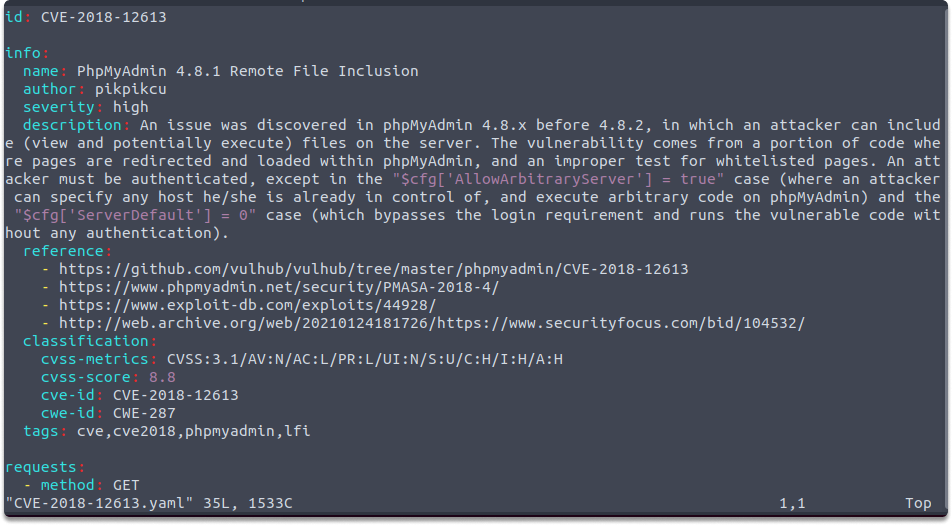 id: CVE-2018-12613
info:
name: PhpMyAdmin 4.8.1 Remote File Inclusion
author: pikpikcu
severity: high
description: An issue was discovered in phpMyAdmin 4.8.x before 4.8.2, in which an attacker can includ
e (view and potentially execute) files on the server. The vulnerability comes from a portion of code whe
re pages are redirected and loaded within phpMyAdmin, and an improper test for whitelisted pages. An att
acker must be authenticated, except in the "$cfg['AllowArbitraryServer'] = true" case (where an attacker
can specify any host he/she is already in control of, and execute arbitrary code on phpMyAdmin) and the
"$cfg['ServerDefault'] = 0" case (which bypasses the login requirement and runs the vulnerable code wit
hout any authentication).
reference:
- https://github.com/vulhub/vulhub/tree/master/phpmyadmin/CVE-2018-12613
- https://www.phpmyadmin.net/security/PMASA-2018-4/
- https://www.exploit-db.com/exploits/44928/
- http://web.archive.org/web/20210124181726/https://www.securityfocus.com/bid/104532/
classification:
cvss-metrics: CVSS:3.1/AV:N/AC:L/PR:L/UI:N/S:U/C:H/I:H/A:H
cvss-score: 8.8
cve-id: CVE-2018-12613
cwe-id: CWE-287
tags: cve,cve2018,phpmyadmin,lfi
requests:
- method: GET
"CVE-2018-12613.yaml" 35L, 1533C 1,1 Top